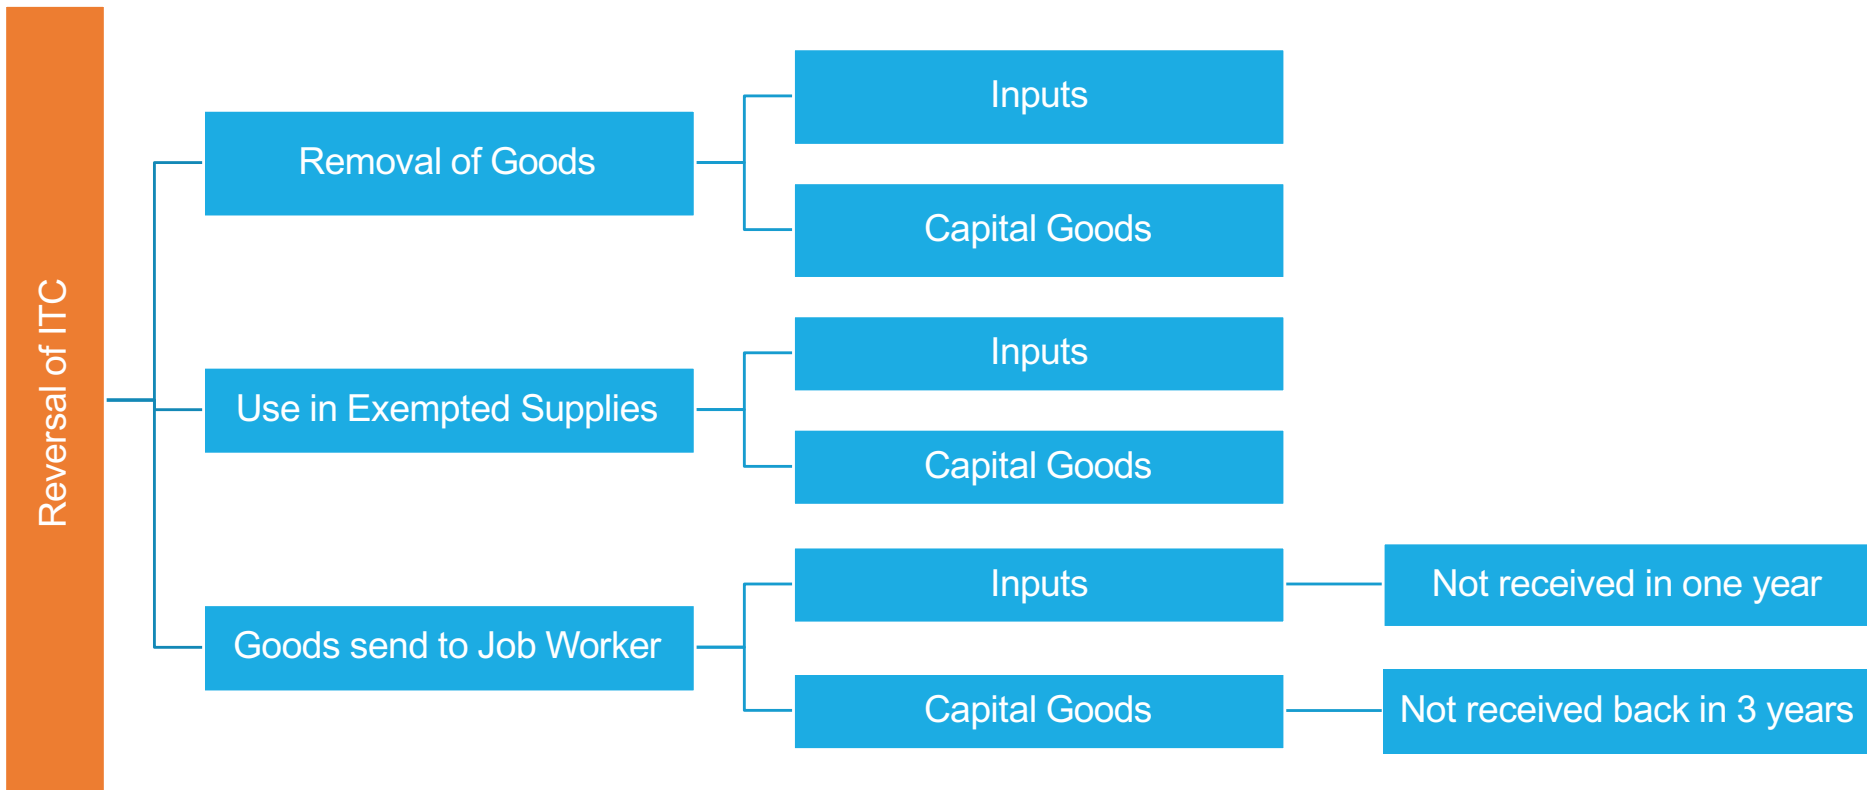 Reversal of ITC
Removal of Goods
Inputs
Capital Goods
Use in Exempted Supplies
Inputs
Capital Goods
Goods send to Job Worker
Inputs
Not received in one year
Capital Goods
Not received back in 3 years